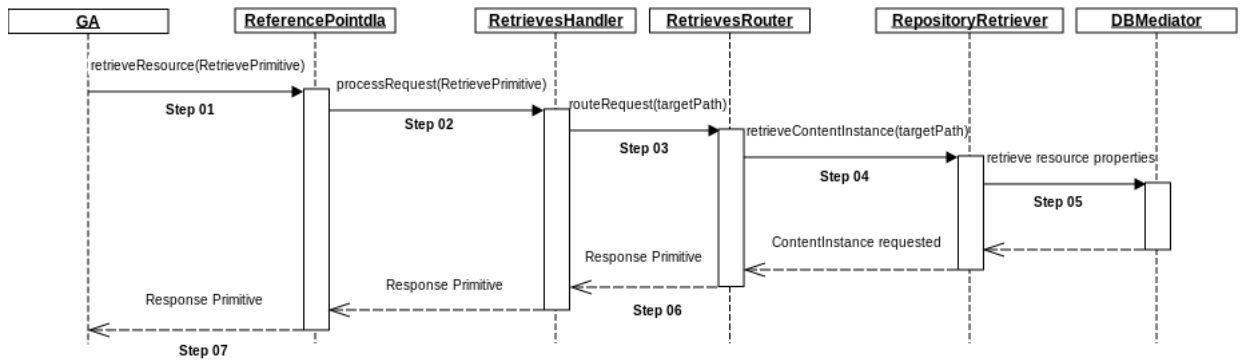 GA
ReferencePointdIa
RetrievesHandler
RetrievesRouter
RepositoryRetriever
DBMediator
retrieveResource(RetrievePrimitive)
Step 01
processRequest(RetrievePrimitive)
Step 02
routeRequest(targetPath)
Step 03
retrieveContentInstance(targetPath)
Step 04
retrieve resource properties
Step 05
ContentInstance requested
Response Primitive
Step 06
Response Primitive
Response Primitive
Step 07